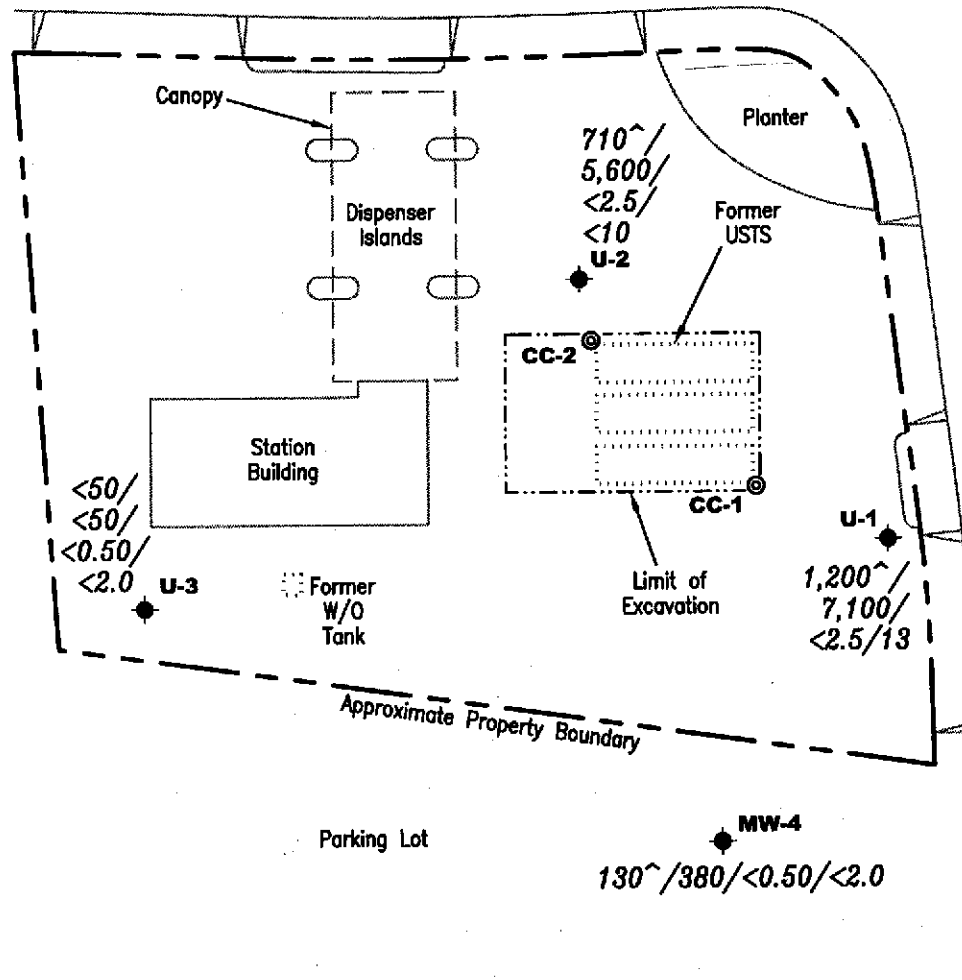 Canopy
Planter
710^/
5,600/
<2.5/
<10
U-2
Dispenser
Islands
Former
USTS
CC-2
Station
Building
CC-1
<50/
<50/
<0.50/
<2.0
U-3
Former
W/O
Tank
Limit of
Excavation
U-1
1,200^/
7,100/
<2.5/13
Approximate Property Boundary
Parking Lot
MW-4
130^/380/<0.50/<2.0